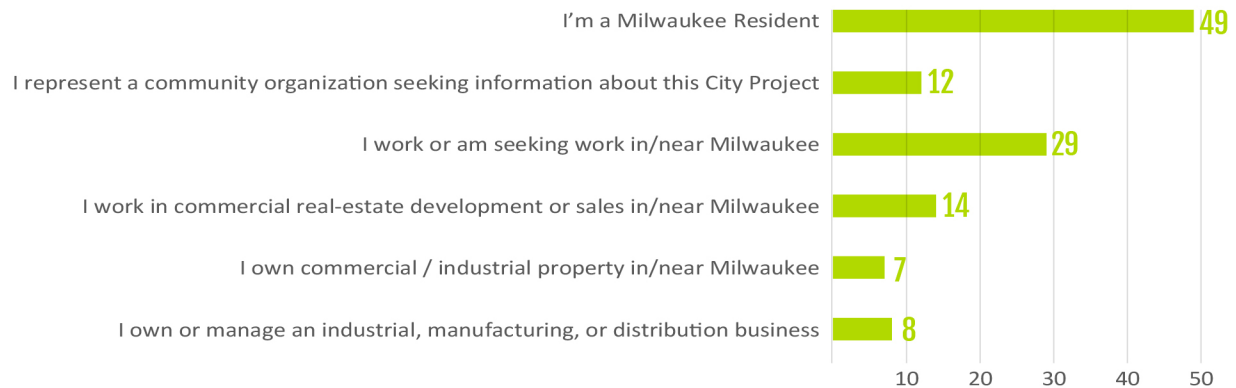 I’m a Milwaukee Resident 49
I represent a community organization seeking information about this City Project 12
I work or am seeking work in/near Milwaukee 29
I work in commercial real-estate development or sales in/near Milwaukee 14
I own commercial / industrial property in/near Milwaukee 7
I own or manage an industrial, manufacturing, or distribution business 8
10 20 30 40 50